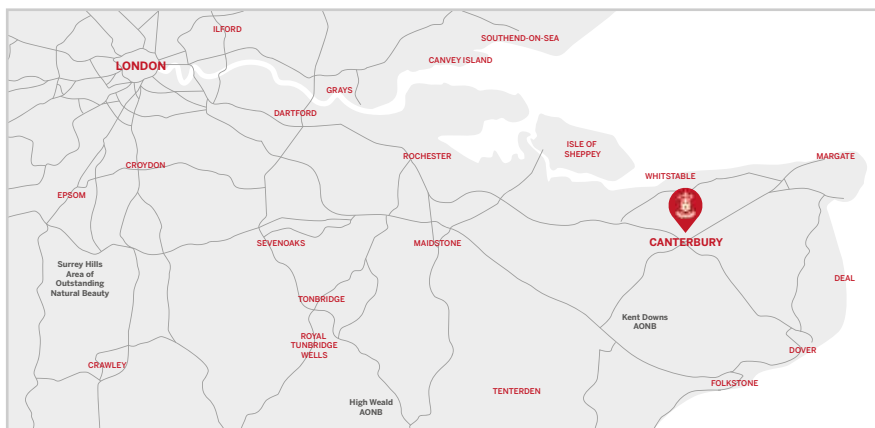 ILFORD
SOUTHEND-ON-SEA
CANVEY ISLAND
LONDON
GRAYS
DARTFORD
ISLE OF
SHEPPEY
ROCHESTER
MARGATE
CROYDON
WHITSTABLE
EPSOM
CANTERBURY
SEVENOAKS
MAIDSTONE
Surrey Hills
Area of
Outstanding
Natural Beauty
DEAL
TONBRIDGE
Kent Downs
AONB
ROYAL
TUNBRIDGE
WELLS
DOVER
CRAWLEY
FOLKSTONE
TENTERDEN
High Weald
AONB